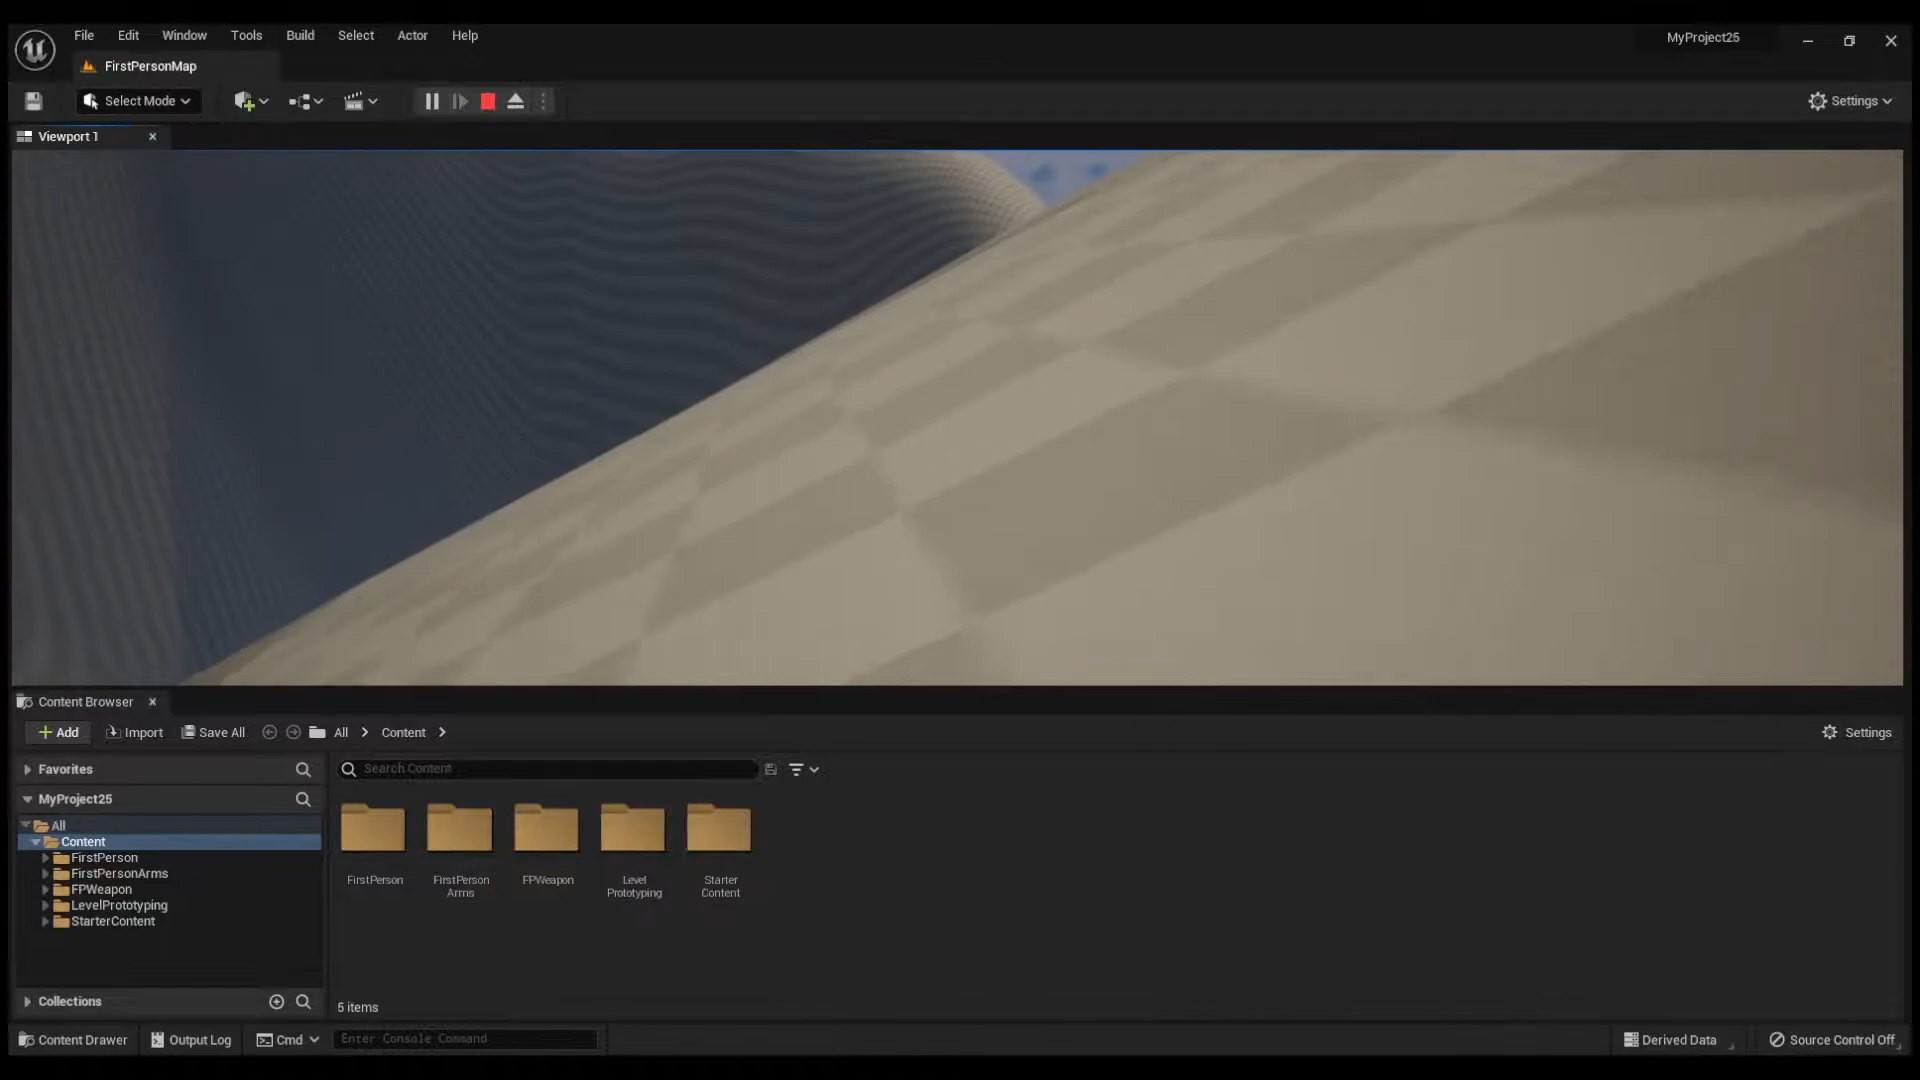 File Edit Window Tools Build Select Actor Help
MyProject25
FirstPersonMap
Select Mode
Settings
Viewport 1
Content Browser
Add Import Save All All Content
Settings
Favorites
Search Content
MyProject25
All
Content
FirstPerson
FirstPersonArms
FPWeapon
LevelPrototyping
StarterContent
FirstPerson
FirstPerson
Arms
FPWeapon
Level
Prototyping
Starter
Content
Collections
5 items
Content Drawer Output Log Cmd Enter Console Command
Derived Data Source Control Off